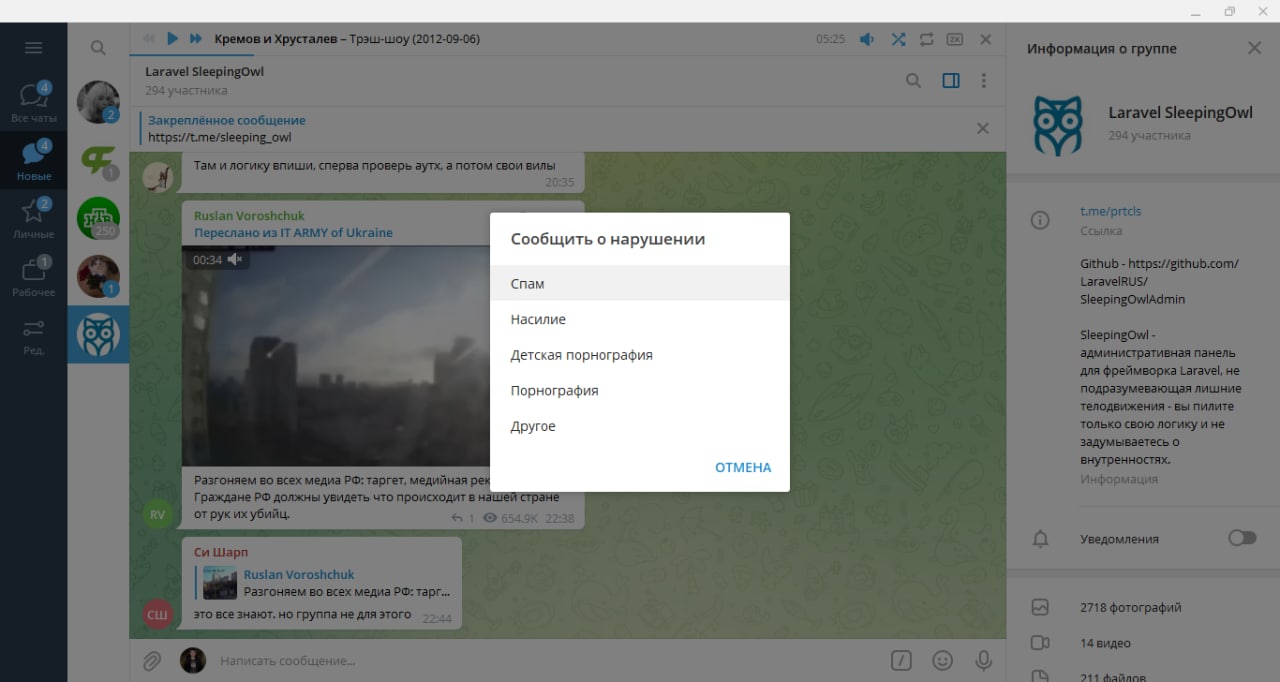 Кремов и Хрусталев – Трэш-шоу (2012-09-06)
05:25
2X
Laravel SleepingOwl
294 участника
Закреплённое сообщение
https://t.me/sleeping_owl
4
Все чаты
4
Новые
2
Личные
1
Рабочее
Ред.
2
1
НТВ
250
1
Там и логику впиши, сперва проверь аутх, а потом свои вилы
20:35
Ruslan Voroshchuk
Переслано из IT ARMY of Ukraine
00:34
Разгоняем во всех медиа РФ: таргет, медийная рек
Граждане РФ должны увидеть что происходит в нашей стране
от рук их убийц.
1 654.9K 22:38
RV
Си Шарп
Ruslan Voroshchuk
Разгоняем во всех медиа РФ: тарг...
это все знают. но группа не для этого
22:44
СШ
Написать сообщение...
Сообщить о нарушении
Спам
Насилие
Детская порнография
Порнография
Другое
ОТМЕНА
Информация о группе
Laravel SleepingOwl
294 участника
t.me/prtcls
Ссылка
Github - https://github.com/
LaravelRUS/
SleepingOwlAdmin
SleepingOwl -
административная панель
для фреймворка Laravel, не
подразумевающая лишние
телодвижения - вы пилите
только свою логику и не
задумываетесь о
внутренностях.
Информация
Уведомления
2718 фотографий
14 видео
211 файлов